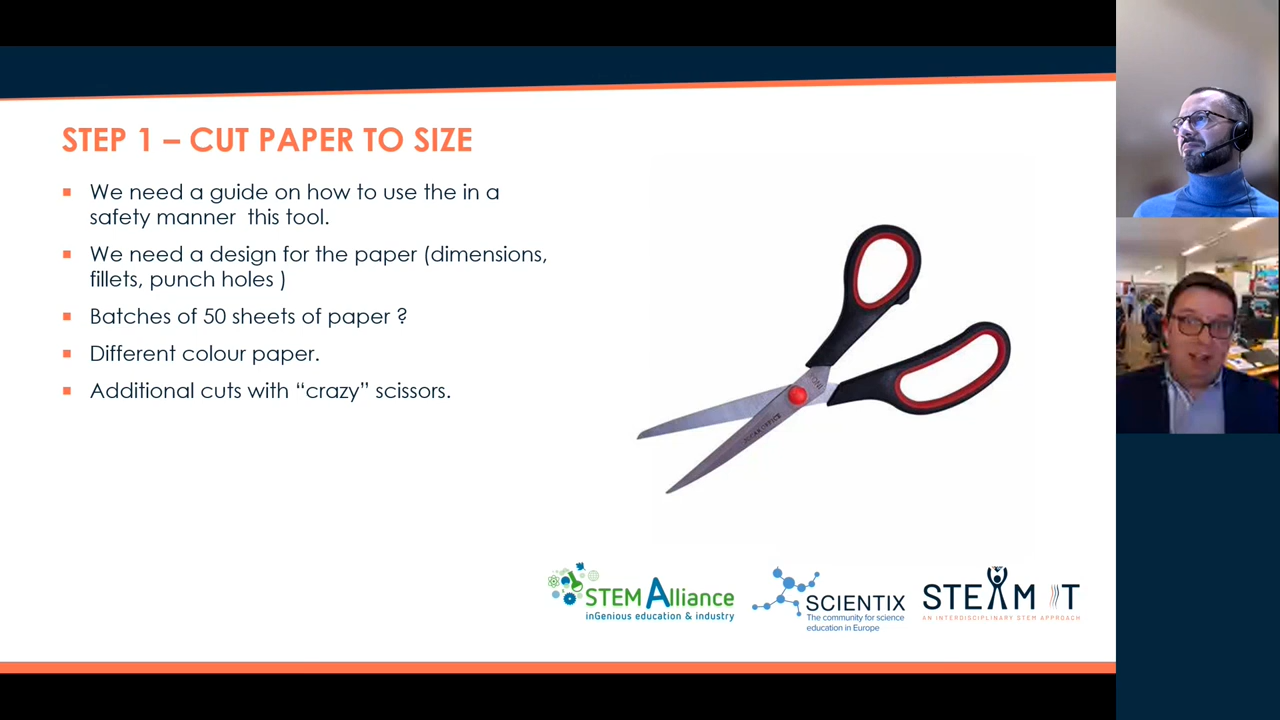 STEP 1 – CUT PAPER TO SIZE
We need a guide on how to use the in a
safety manner  this tool.
We need a design for the paper (dimensions,
fillets, punch holes )
Batches of 50 sheets of paper ?
Different colour paper.
Additional cuts with “crazy” scissors.
STEM Alliance
inGenious education & industry
SCIENTIX
The community for science
education in Europe
STEAM IT
AN INTERDISCIPLINARY STEM APPROACH